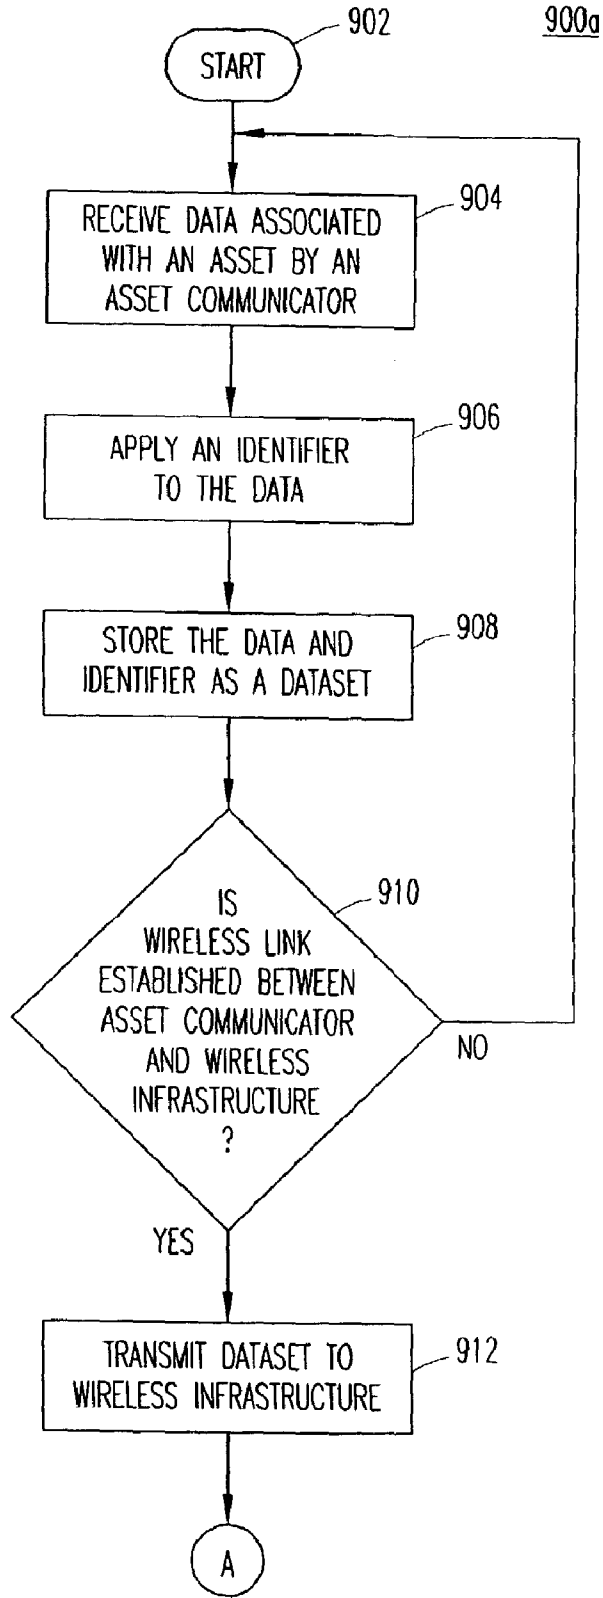 902
900a
START
904
RECEIVE DATA ASSOCIATED
WITH AN ASSET BY AN
ASSET COMMUNICATOR
906
APPLY AN IDENTIFIER
TO THE DATA
908
STORE THE DATA AND
IDENTIFIER AS A DATASET
910
IS
WIRELESS LINK
ESTABLISHED BETWEEN
ASSET COMMUNICATOR
AND WIRELESS
INFRASTRUCTURE
?
NO
YES
912
TRANSMIT DATASET TO
WIRELESS INFRASTRUCTURE
A